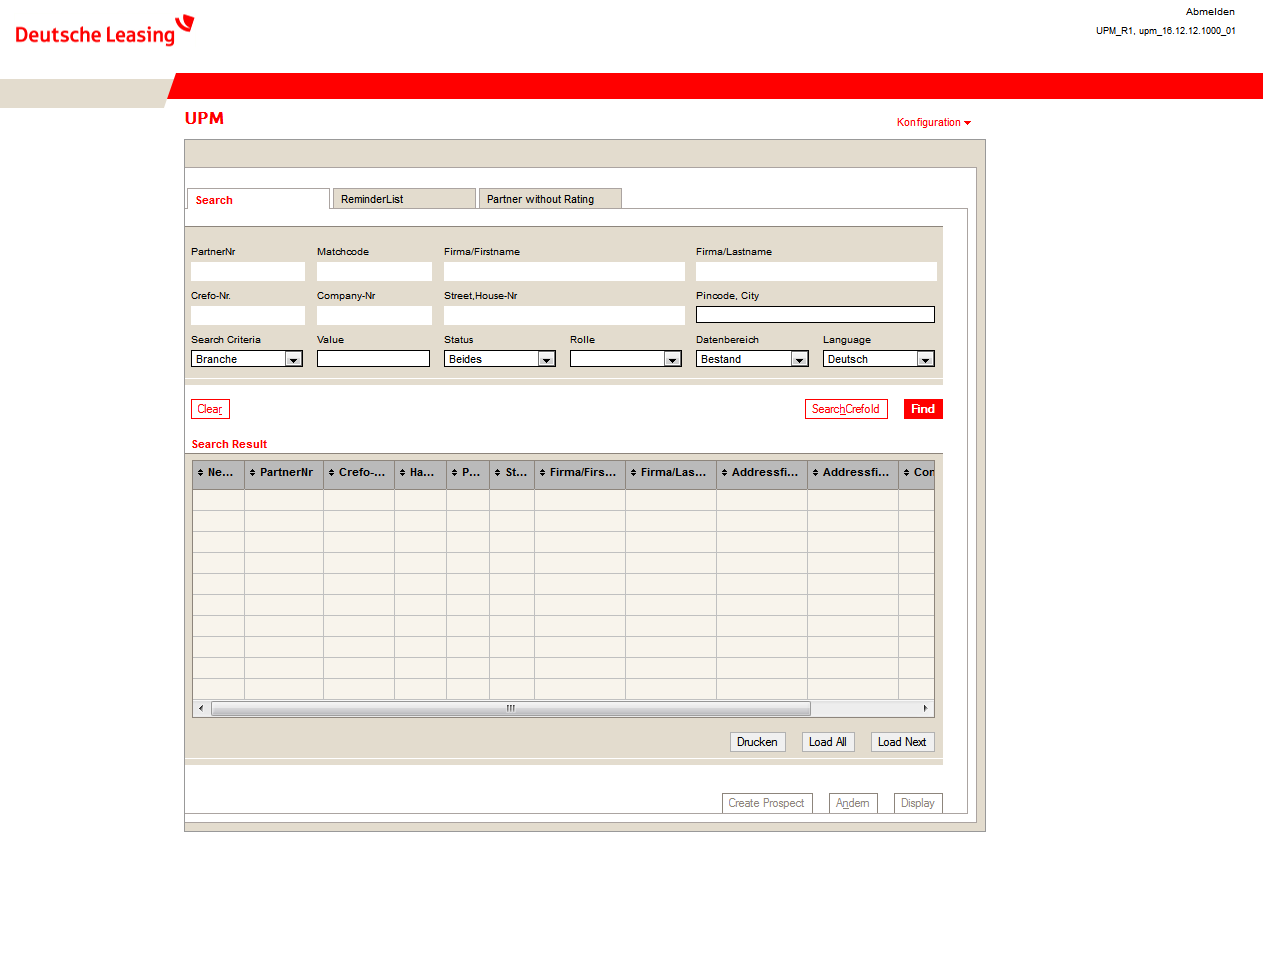 Deutsche Leasing
Abmelden
UPM_R1, upm_16.12.12.1000_01
UPM
Konfiguration
Search ReminderList Partner without Rating
PartnerNr Matchcode Firma/Firstname Firma/Lastname
Crefo-Nr. Company-Nr Street,House-Nr Pincode, City
Search Criteria Value Status Rolle Datenbereich Language
Branche Beides Bestand Deutsch
Clear SearchCrefoId Find
Search Result
Ne... PartnerNr Crefo-... Ha... P... St... Firma/Firs... Firma/Las... Addressfi... Addressfi... Con
Drucken Load All Load Next
Create Prospect Andern Display